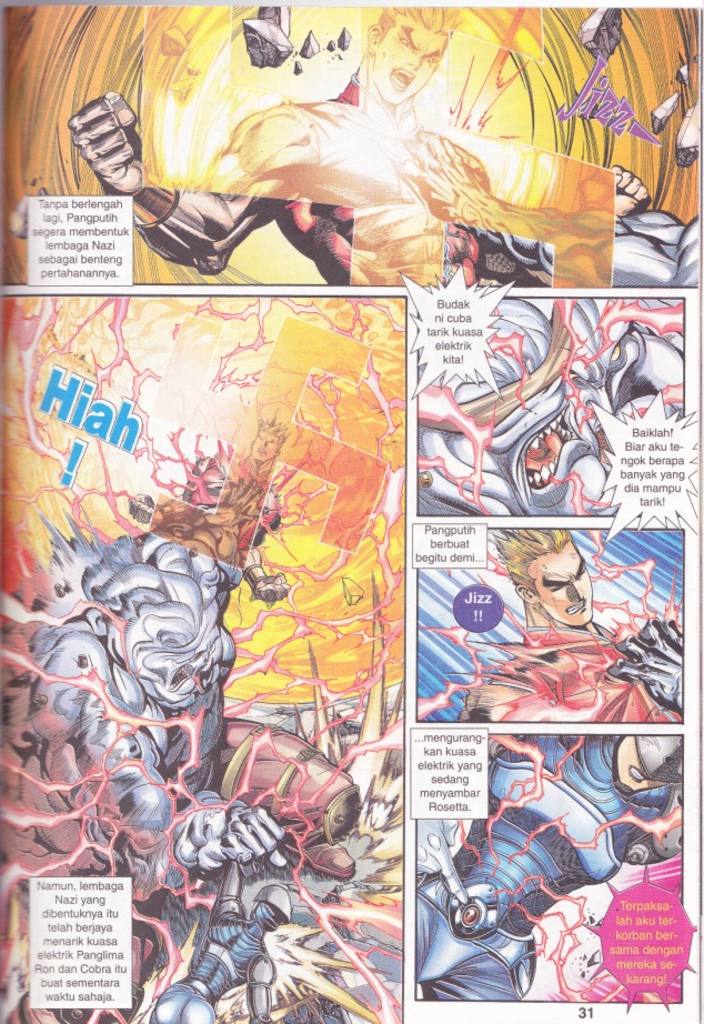 Jizz
Tanpa berlengah
lagi, Pangputih
segera membentuk
lembaga Nazi
sebagai benteng
pertahanannya.
Hiah
!
Namun, lembaga
Nazi yang
dibentuknya itu
telah berjaya
menarik kuasa
elektrik Panglima
Ron dan Cobra itu
buat sementara
waktu sahaja.
Budak
ni cuba
tarik kuasa
elektrik
kita!
Baiklah!
Biar aku te-
ngok berapa
banyak yang
dia mampu
tarik!
Pangputih
berbuat
begitu demi...
Jizz
!!
...mengurang-
kan kuasa
elektrik yang
sedang
menyambar
Rosetta.
Terpaksa-
lah aku ter-
korban ber-
sama dengan
mereka se-
karang!
31